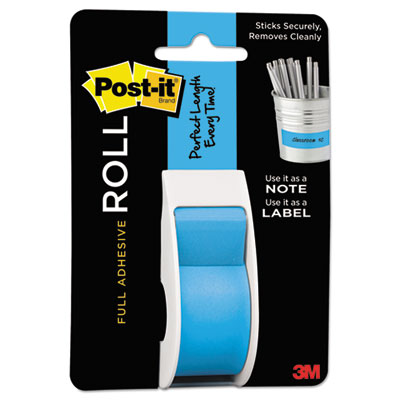 Sticks Securely,
Removes Cleanly
Post-it
Brand
Perfect Length
Every Time!
FULL ADHESIVE
ROLL
Use it as a
NOTE
Use it as a
LABEL
3M